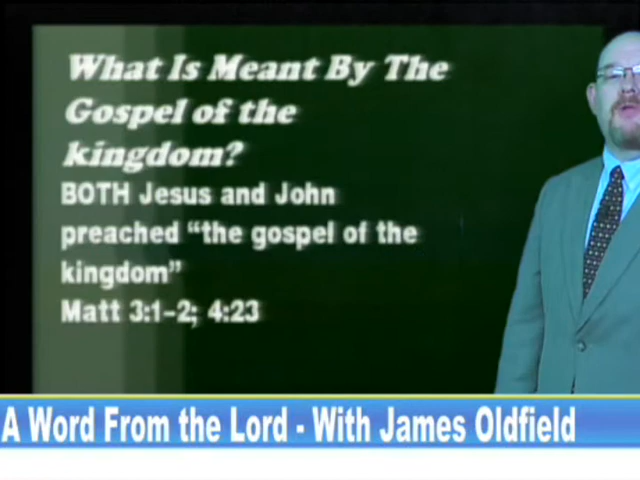 What Is Meant By The
Gospel of the
kingdom?
BOTH Jesus and John
preached “the gospel of the
kingdom”
Matt 3:1-2; 4:23
A Word From the Lord - With James Oldfield